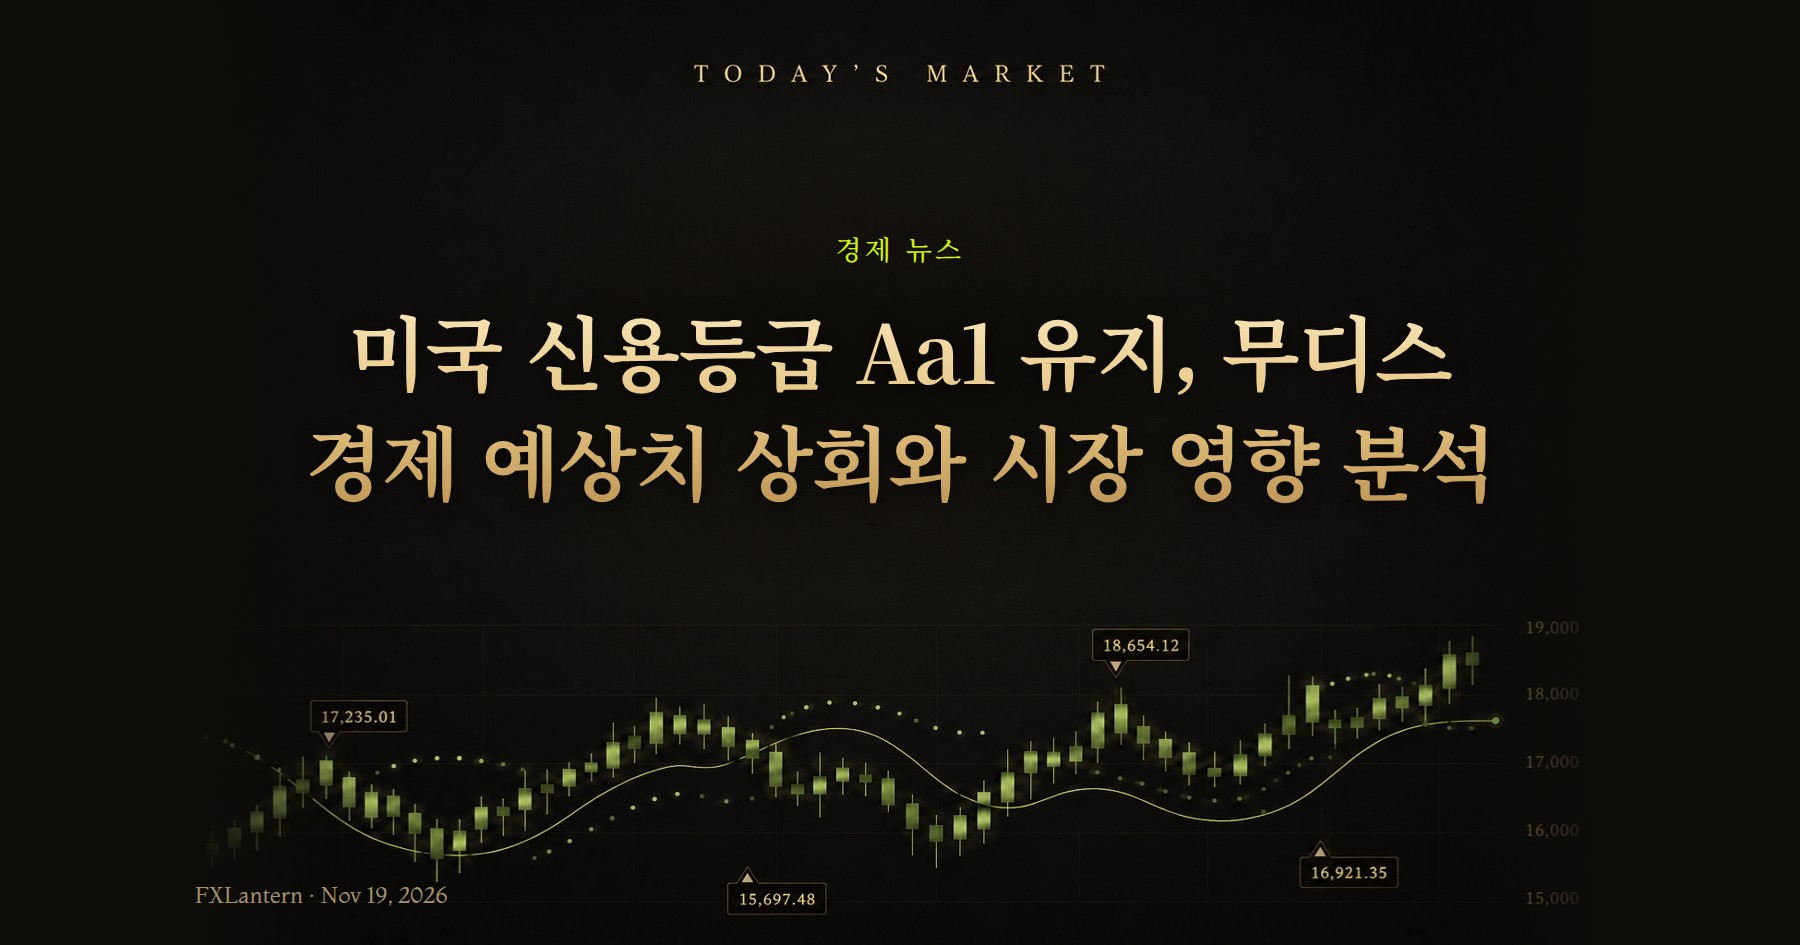 TODAY’S MARKET
경제 뉴스
미국 신용등급 Aa1 유지, 무디스
경제 예상치 상회와 시장 영향 분석
19,000
18,654.12
18,000
17,235.01
17,000
16,000
16,921.35
15,697.48
15,000
FXLantern · Nov 19, 2026